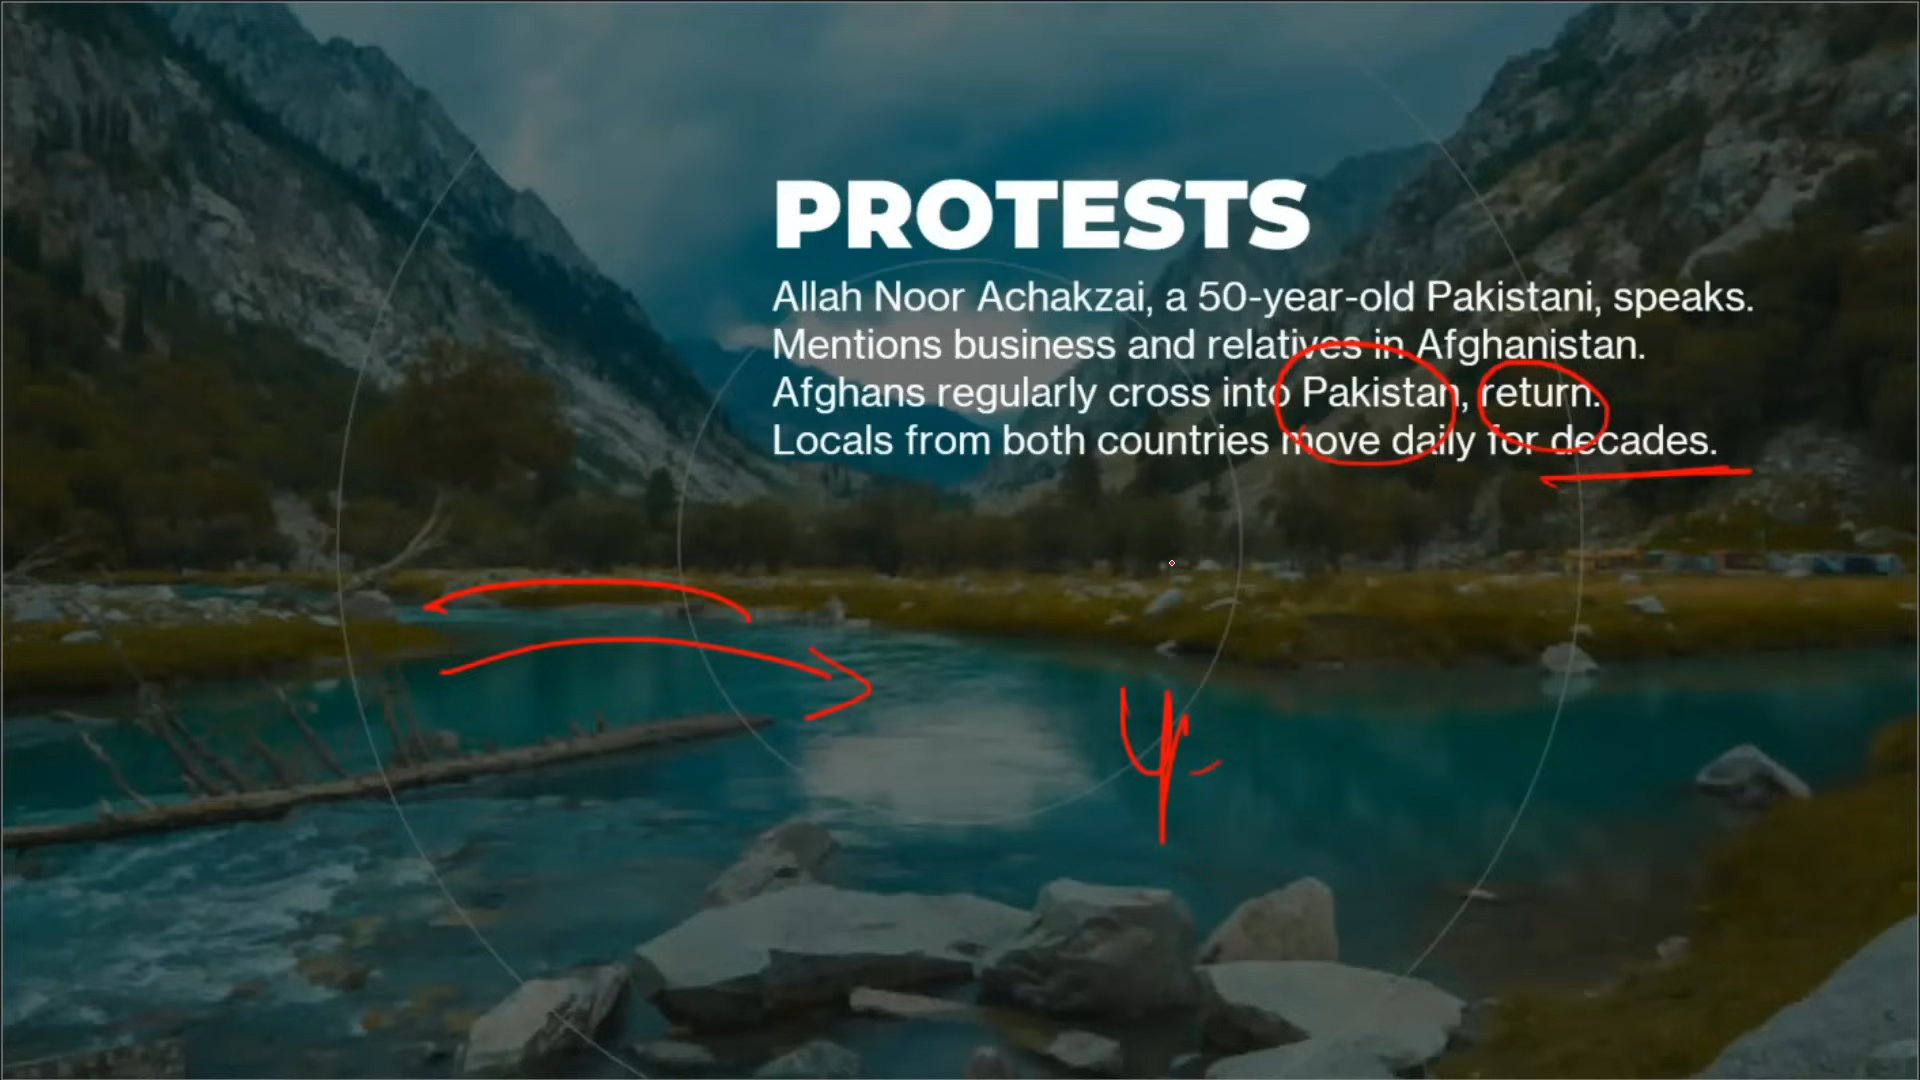 PROTESTS
Allah Noor Achakzai, a 50-year-old Pakistani, speaks.
Mentions business and relatives in Afghanistan.
Afghans regularly cross into Pakistan, return.
Locals from both countries move daily for decades.